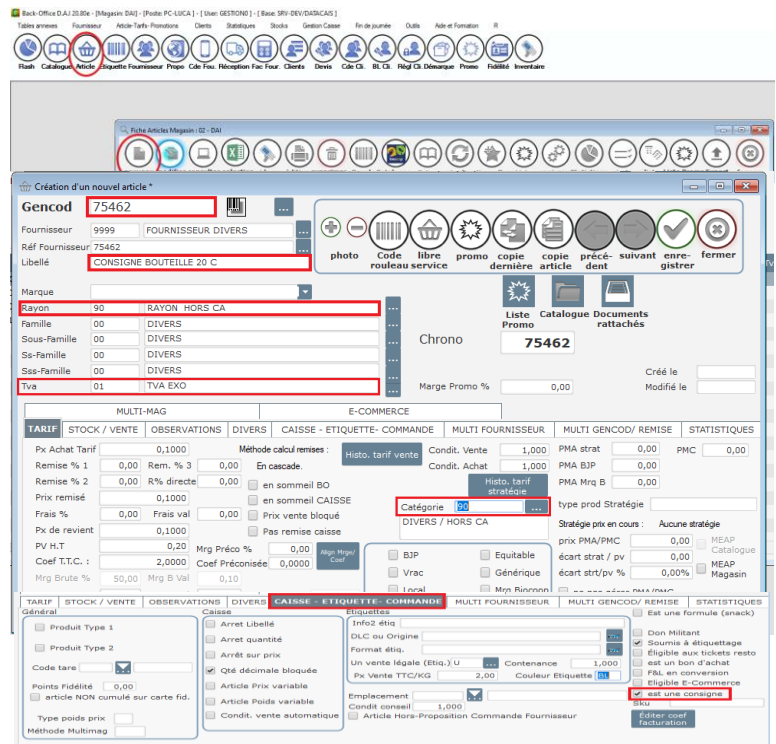 Back-Office D.A.I 20.80e - [Magasin: DAI] - [Poste: PC-LUCA ] - [ User: GESTION0 ] - [ Base: SRV-DEV/DATACAIS ]
Tables annexes Fournisseur Article-Tarifs-Promotions Clients Statistiques Stocks Gestion Caisse Fin de journée Outils Aide et Formation R
Flash Catalogue Article Etiquette Fournisseur Propo Cde Fou. Réception Fac Four. Clients Devis Cde Cli. BL Cli. Règl Cli. Démarque Promo Fidélité Inventaire
Fiche Articles Magasin : 02 - DAI
Création d'un nouvel article *
Gencod 75462 ...
Fournisseur 9999 FOURNISSEUR DIVERS ...
Réf Fournisseur 75462 ...
Libellé CONSIGNE BOUTEILLE 20 C
photo Code rouleau libre service promo copie dernière copie article précé-dent suivant enre-gistrer fermer
Marque
Rayon 90 RAYON HORS CA ...
Famille 00 DIVERS ...
Sous-Famille 00 DIVERS ...
Ss-Famille 00 DIVERS ...
Sss-Famille 00 DIVERS ...
Tva 01 TVA EXO ...
Liste Promo Catalogue Documents rattachés
Chrono 75462
Créé le
Marge Promo % 0,00 Modifié le
MULTI-MAG E-COMMERCE
TARIF STOCK / VENTE OBSERVATIONS DIVERS CAISSE - ETIQUETTE- COMMANDE MULTI FOURNISSEUR MULTI GENCOD/ REMISE STATISTIQUES
Px Achat Tarif 0,1000 Méthode calcul remises : Histo. tarif vente Condit. Vente 1,000 PMA strat 0,00 PMC 0,00
Remise % 1 0,00 Rem. % 3 0,00 En cascade. Condit. Achat 1,000 PMA BJP 0,00
Remise % 2 0,00 R% directe 0,00 en sommeil BO Histo. tarif stratégie PMA Mrg B 0,00
Prix remisé 0,1000 en sommeil CAISSE Catégorie 90 ... type prod Stratégie
Frais % 0,00 Frais val 0,00 Prix vente bloqué DIVERS / HORS CA Stratégie prix en cours : Aucune stratégie
Px de revient 0,1000 Pas remise caisse prix PMA/PMC 0,00 MEAP Catalogue
PV H.T 0,20 Mrg Préco % 0,00 Align Mrge/ Coef BJP Equitable écart strat / pv 0,00
Coef T.T.C. : 2,0000 Coef Préconisée 0,0000 Vrac Générique écart strt/pv % 0,00% MEAP Magasin
Mrg Brute % 50,00 Mrg B Val 0,10 Local Mrg Biocoop
TARIF STOCK / VENTE OBSERVATIONS DIVERS CAISSE - ETIQUETTE- COMMANDE MULTI FOURNISSEUR MULTI GENCOD/ REMISE STATISTIQUES
Général Caisse Etiquettes Est une formule (snack)
Produit Type 1 Arret Libellé Info2 étiq
Arret quantité DLC ou Origine ... Don Militant
Produit Type 2 Arrêt sur prix Format étiq. ... Soumis à étiquettage
Code tare Qté décimale bloquée Un vente légale (Etiq.) U ... Contenance 1,000 Eligible aux tickets resto
Points Fidélité 0,00 Article Prix variable Px Vente TTC/KG 2,00 Couleur Etiquette BL est un bon d'achat
article NON cumulé sur carte fid. Article Poids variable Emplacement F&L en conversion
Type poids prix Condit. vente automatique Condit conseil 1,000 Eligible E-Commerce
Méthode Multimag Article Hors-Proposition Commande Fournisseur est une consigne
Sku
Éditer coef facturation